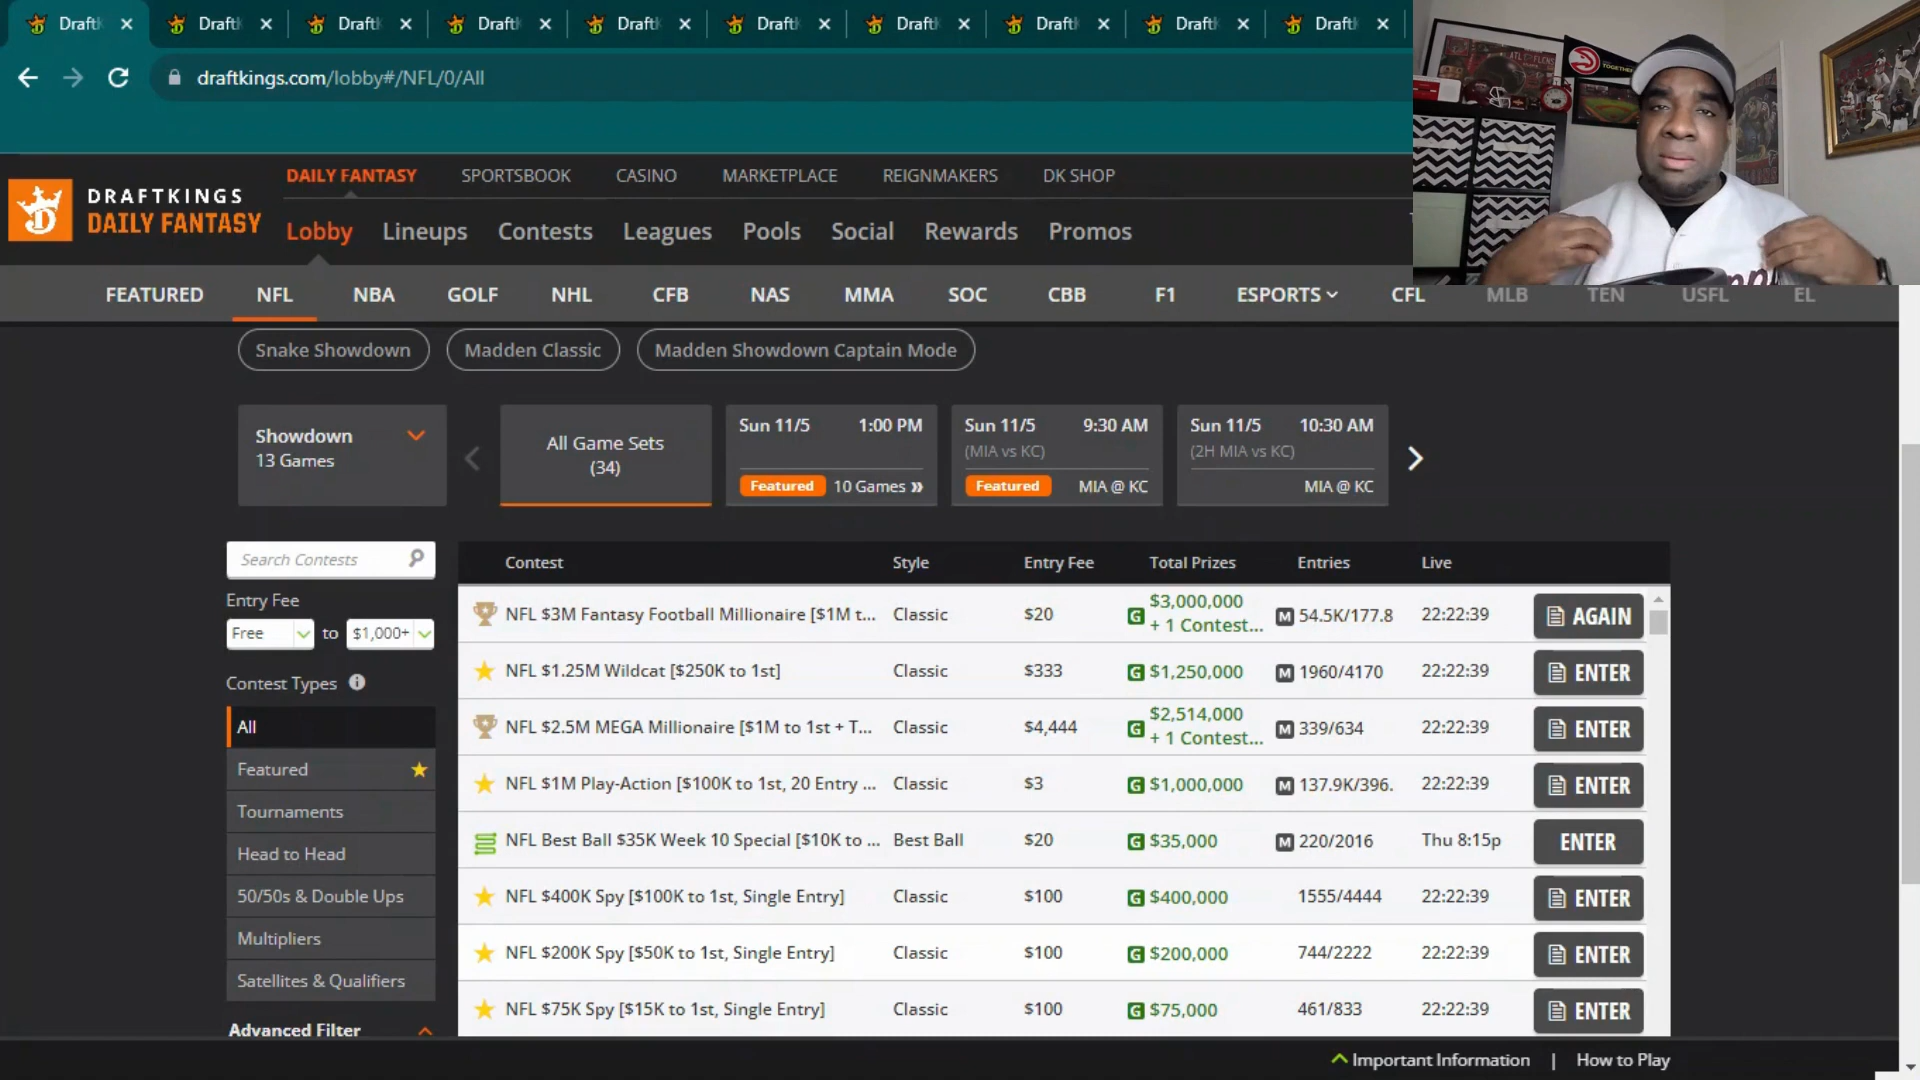 Draftk
Draftk
Draftk
Draftk
Draftk
Draftk
Draftk
Draftk
Draftk
Draftk
draftkings.com/lobby#/NFL/0/All
DAILY FANTASY SPORTSBOOK CASINO MARKETPLACE REIGNMAKERS DK SHOP
DRAFTKINGS
DAILY FANTASY
Lobby Lineups Contests Leagues Pools Social Rewards Promos
FEATURED NFL NBA GOLF NHL CFB NAS MMA SOC CBB F1 ESPORTS CFL MLB TEN USFL EL
Snake Showdown Madden Classic Madden Showdown Captain Mode
Showdown
13 Games
All Game Sets
(34)
Sun 11/5 1:00 PM
Featured 10 Games »
Sun 11/5 9:30 AM
(MIA vs KC)
Featured MIA @ KC
Sun 11/5 10:30 AM
(2H MIA vs KC)
MIA @ KC
Search Contests
Entry Fee
Free to $1,000+
Contest Types
All
Featured
Tournaments
Head to Head
50/50s & Double Ups
Multipliers
Satellites & Qualifiers
Advanced Filter
Contest Style Entry Fee Total Prizes Entries Live
NFL $3M Fantasy Football Millionaire [$1M t... Classic $20 G $3,000,000 + 1 Contest... M 54.5K/177.8 22:22:39 AGAIN
NFL $1.25M Wildcat [$250K to 1st] Classic $333 G $1,250,000 M 1960/4170 22:22:39 ENTER
NFL $2.5M MEGA Millionaire [$1M to 1st + T... Classic $4,444 G $2,514,000 + 1 Contest... M 339/634 22:22:39 ENTER
NFL $1M Play-Action [$100K to 1st, 20 Entry ... Classic $3 G $1,000,000 M 137.9K/396. 22:22:39 ENTER
NFL Best Ball $35K Week 10 Special [$10K to ... Best Ball $20 G $35,000 M 220/2016 Thu 8:15p ENTER
NFL $400K Spy [$100K to 1st, Single Entry] Classic $100 G $400,000 1555/4444 22:22:39 ENTER
NFL $200K Spy [$50K to 1st, Single Entry] Classic $100 G $200,000 744/2222 22:22:39 ENTER
NFL $75K Spy [$15K to 1st, Single Entry] Classic $100 G $75,000 461/833 22:22:39 ENTER
Important Information | How to Play